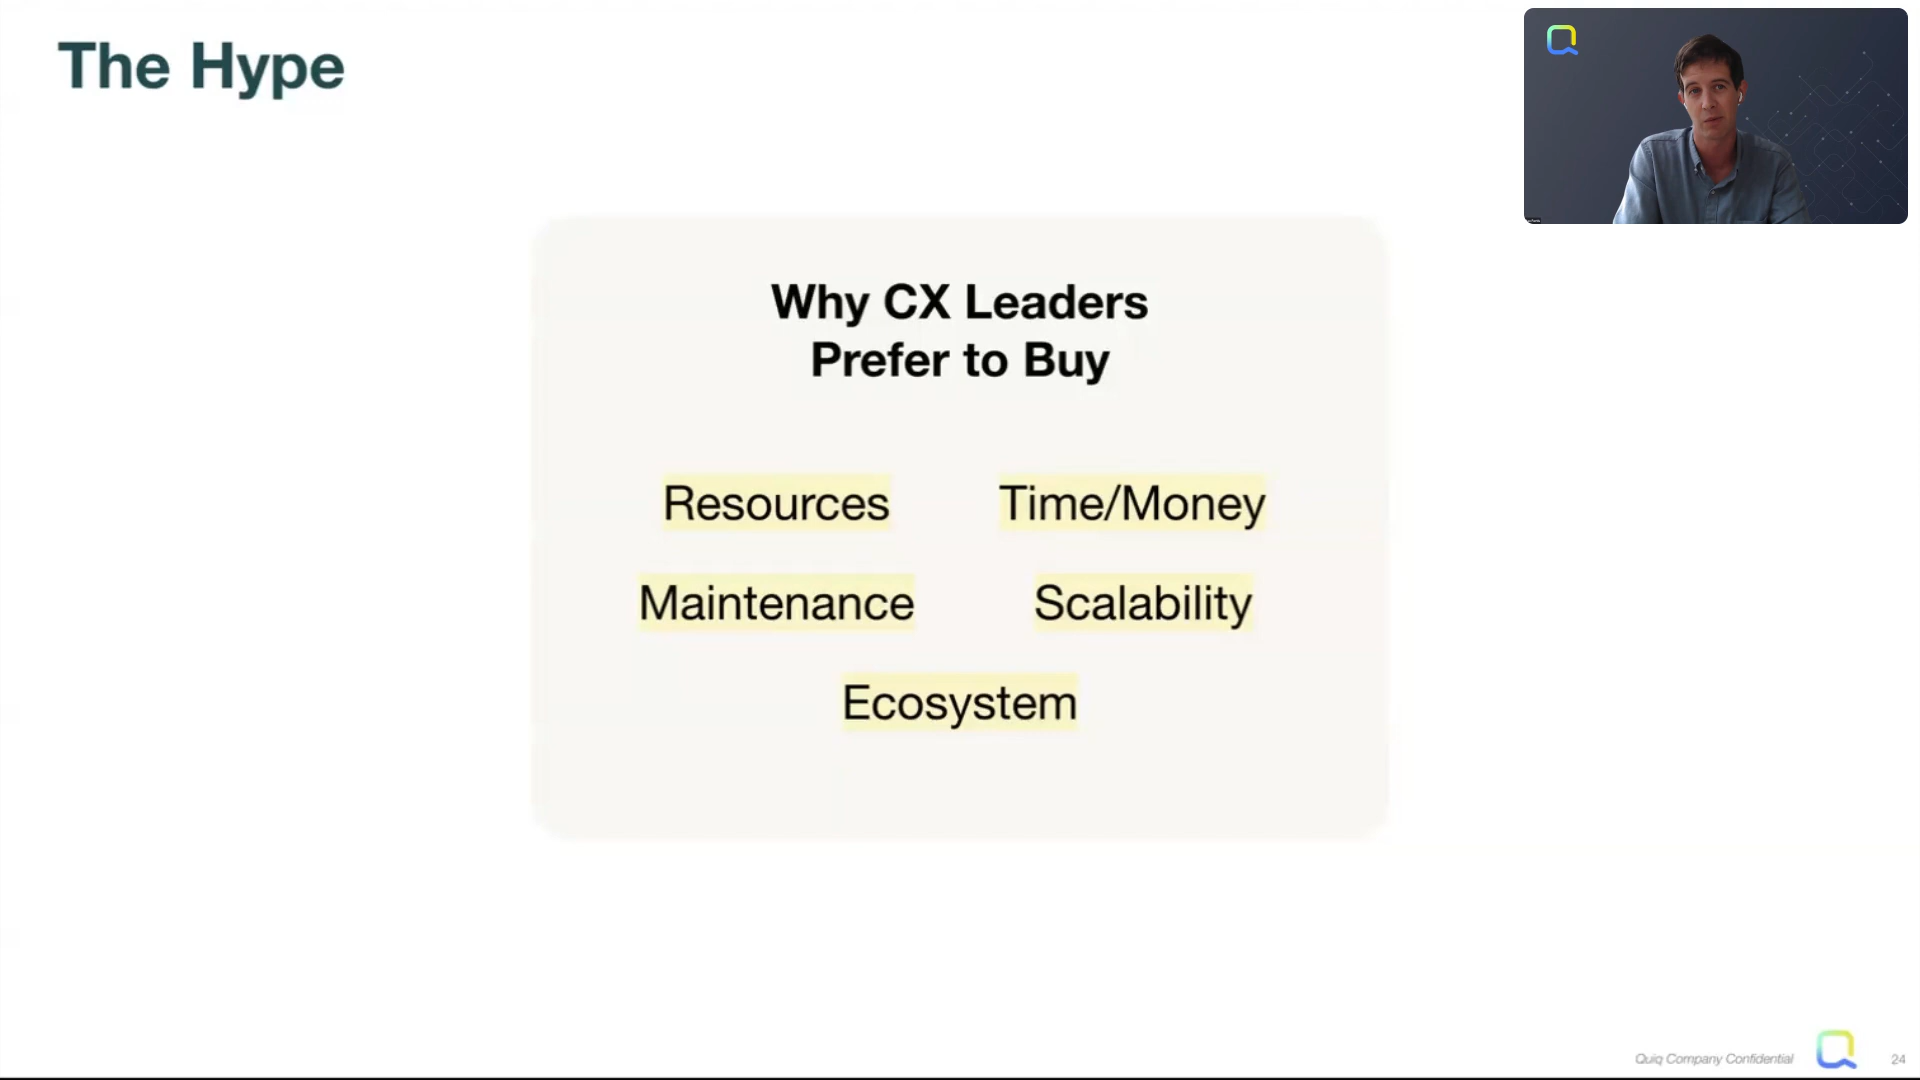 The Hype
Why CX Leaders
Prefer to Buy
Resources
Time/Money
Maintenance
Scalability
Ecosystem
Quiq Company Confidential
24